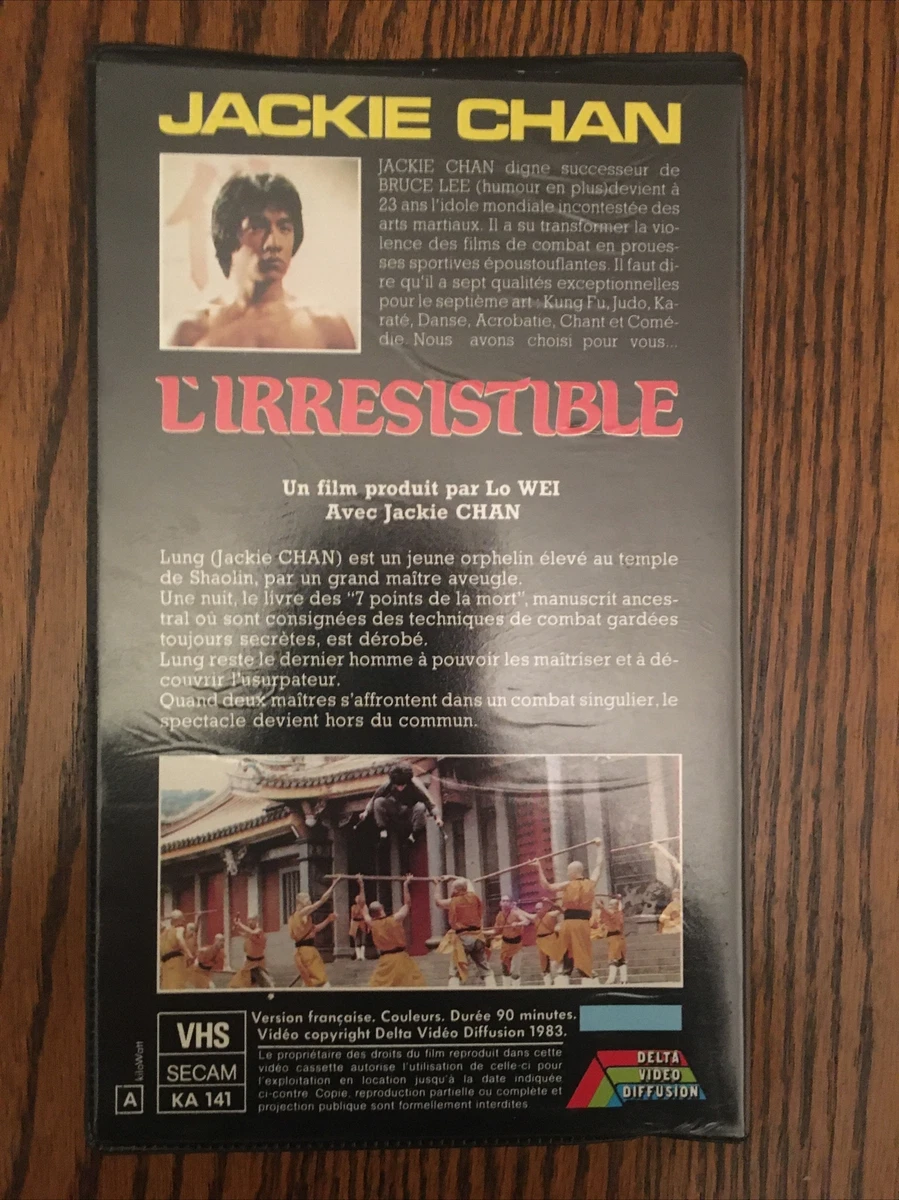 JACKIE CHAN
JACKIE CHAN digne successeur de
BRUCE LEE (humour en plus)devient à
23 ans l'idole mondiale incontestée des
arts martiaux. Il a su transformer la vio-
lence des films de combat en proues-
ses sportives époustouflantes. Il faut di-
re qu'il a sept qualités exceptionnelles
pour le septième art : Kung Fu, Judo, Ka-
raté, Danse, Acrobatie, Chant et Comé-
die. Nous avons choisi pour vous...
L'IRRESISTIBLE
Un film produit par Lo WEI
Avec Jackie CHAN
Lung (Jackie CHAN) est un jeune orphelin élevé au temple
de Shaolin, par un grand maître aveugle.
Une nuit, le livre des "7 points de la mort", manuscrit ances-
tral où sont consignées des techniques de combat gardées
toujours secrètes, est dérobé.
Lung reste le dernier homme à pouvoir les maîtriser et à dé-
couvrir l'usurpateur.
Quand deux maîtres s'affrontent dans un combat singulier, le
spectacle devient hors du commun.
kiloWatt
A
VHS
SECAM
KA 141
Version française. Couleurs. Durée 90 minutes.
Vidéo copyright Delta Vidéo Diffusion 1983.
Le propriétaire des droits du film reproduit dans cette
vidéo cassette autorise l'utilisation de celle-ci pour
l'exploitation en location jusqu'à la date indiquée
ci-contre. Copie, reproduction partielle ou complète et
projection publique sont formellement interdites
DELTA
VIDEO
DIFFUSION